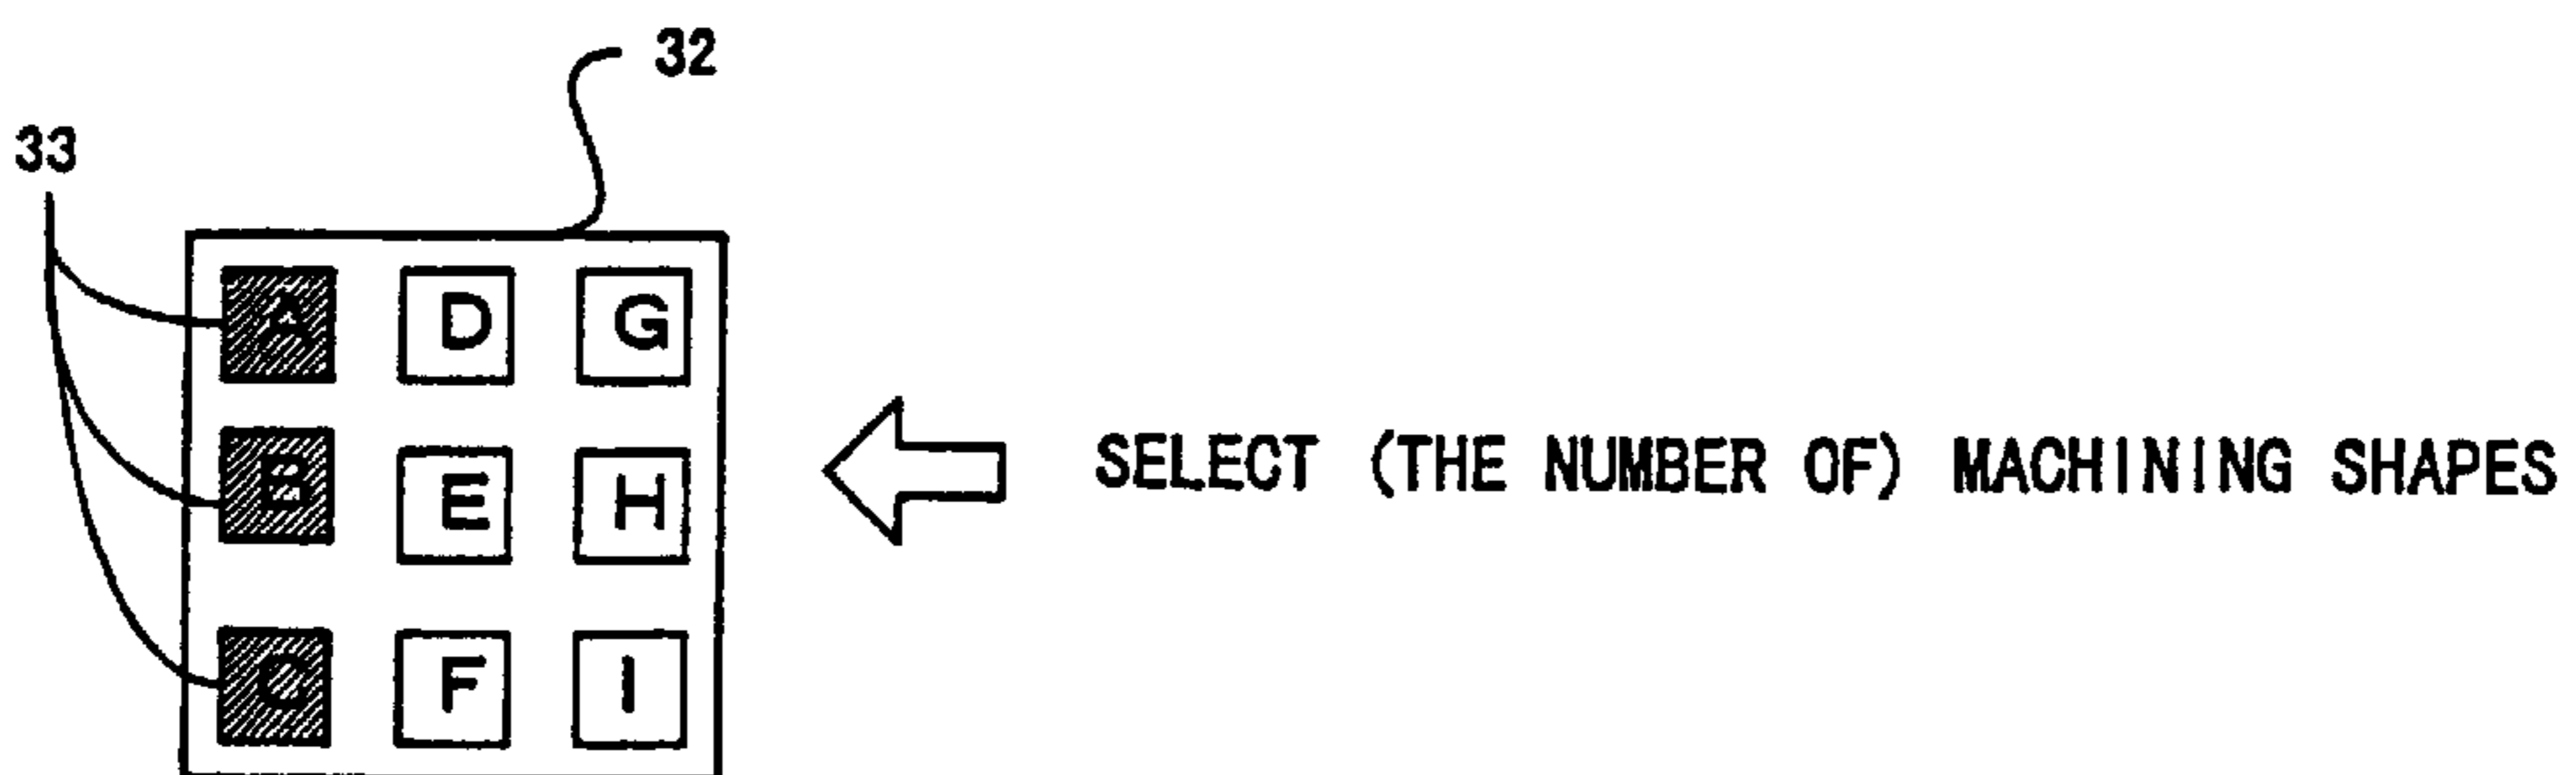 32
33
A D G
B E H SELECT (THE NUMBER OF) MACHINING SHAPES
C F I